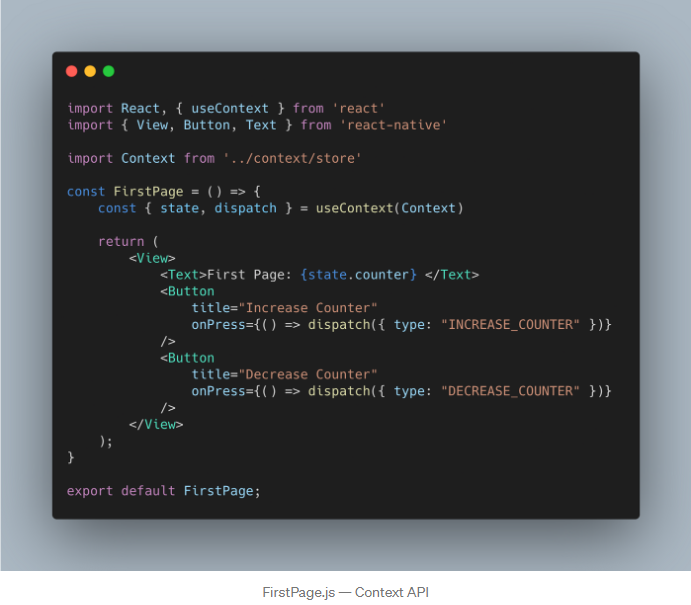 import React, { useContext } from 'react'
import { View, Button, Text } from 'react-native'

import Context from '../context/store'

const FirstPage = () => {
    const { state, dispatch } = useContext(Context)

    return (
        <View>
            <Text>First Page: {state.counter} </Text>
            <Button
                title="Increase Counter"
                onPress={() => dispatch({ type: "INCREASE_COUNTER" })}
            />
            <Button
                title="Decrease Counter"
                onPress={() => dispatch({ type: "DECREASE_COUNTER" })}
            />
        </View>
    );
}

export default FirstPage;
FirstPage.js — Context API